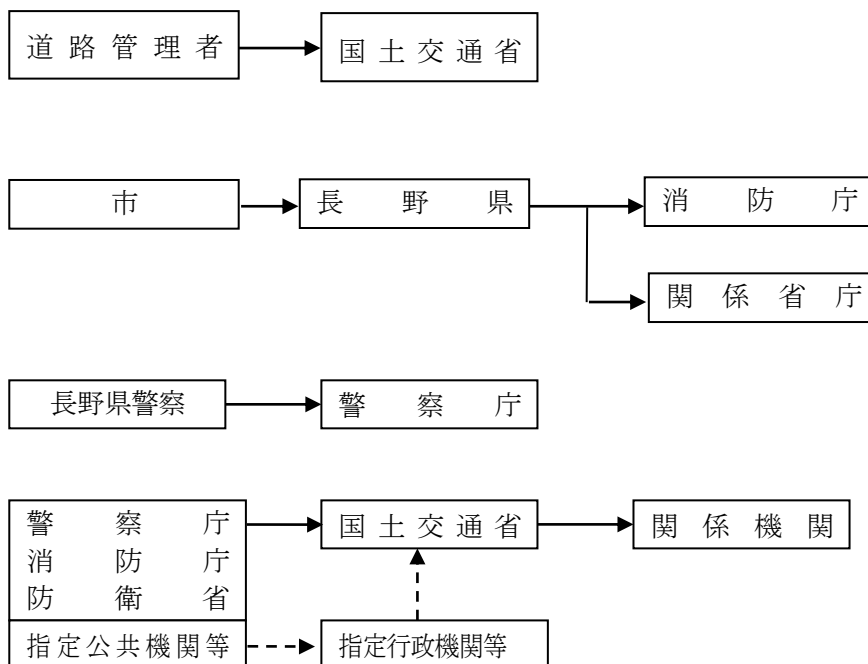 道路管理者
国土交通省
市
長野県
消防庁
関係省庁
長野県警察
警察庁
警察庁
消防庁
防衛省
国土交通省
関係機関
指定公共機関等
指定行政機関等